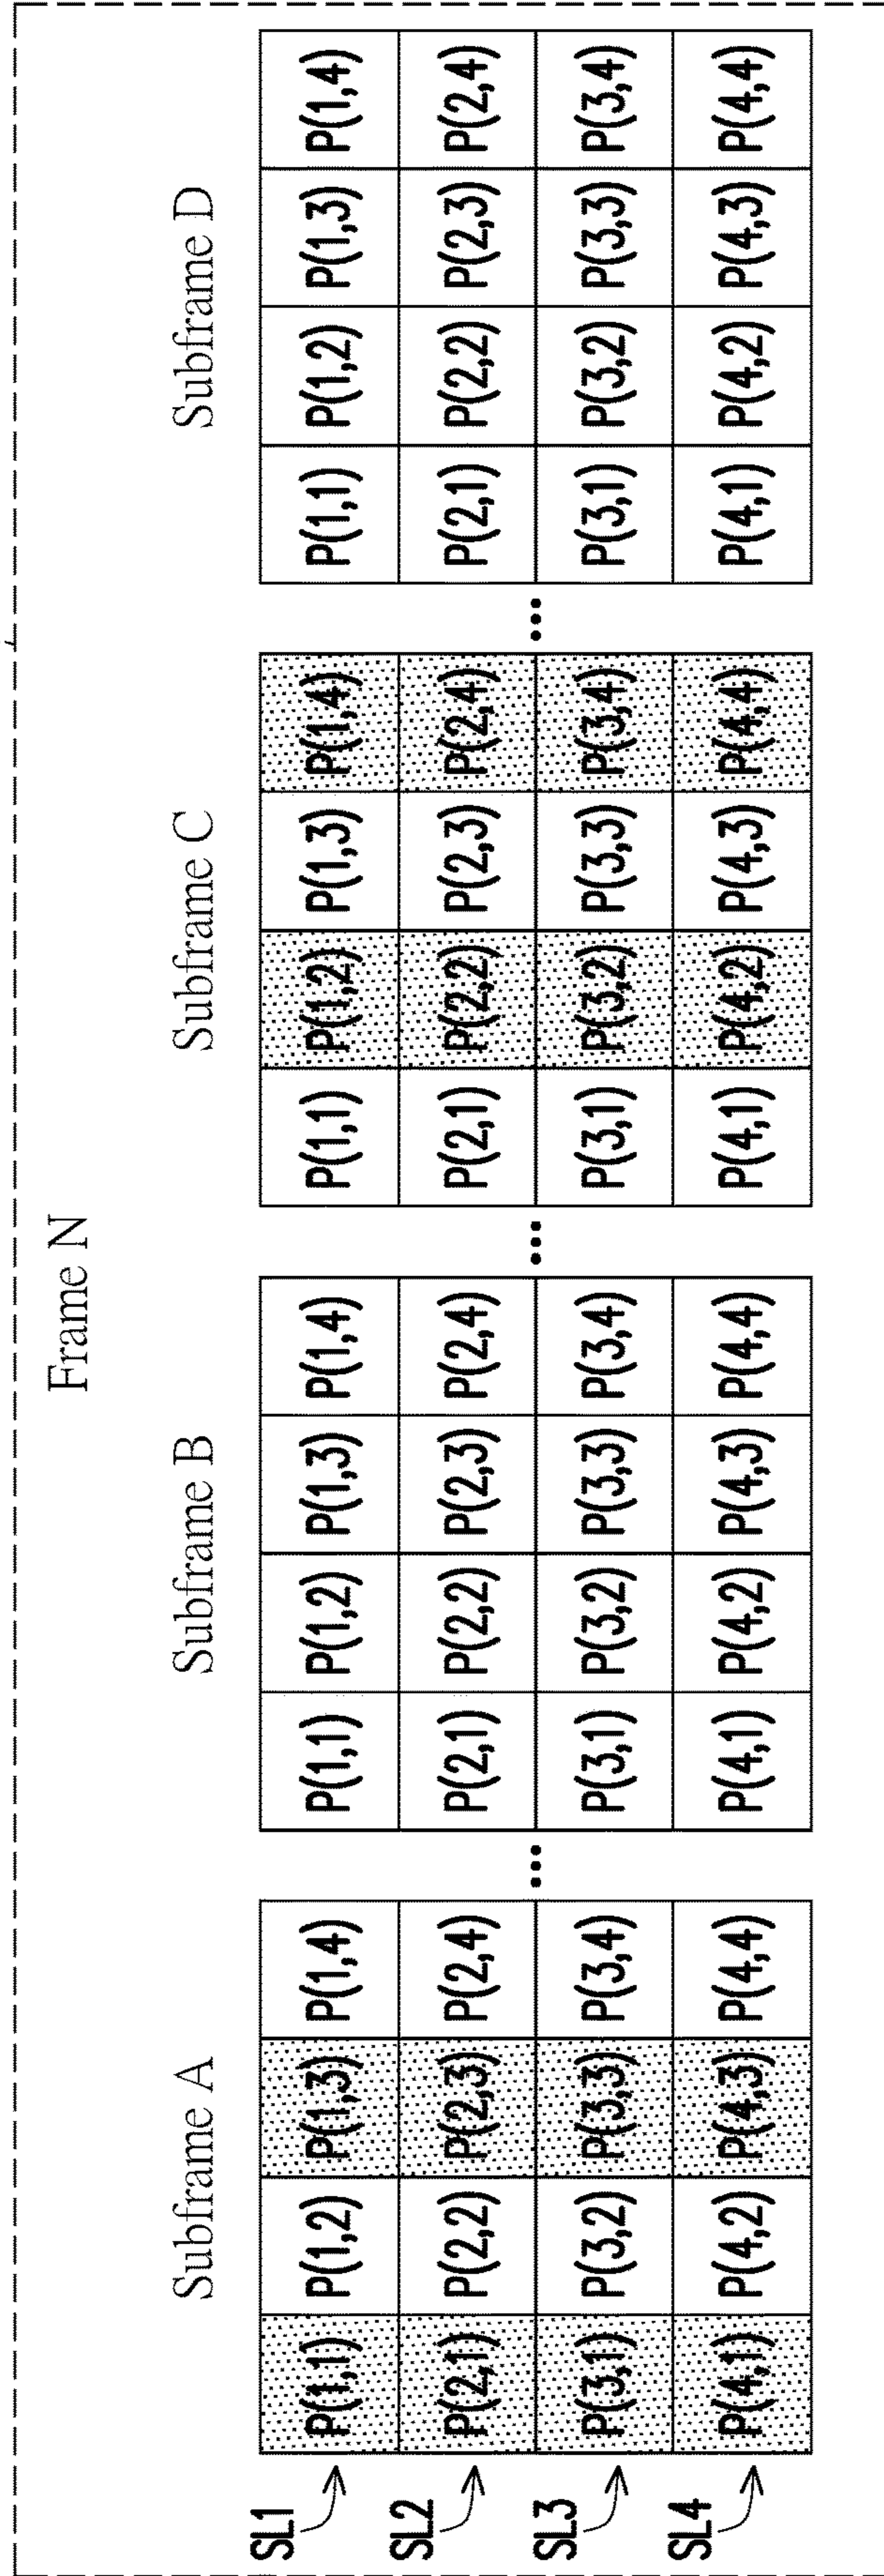 Frame N
Subframe A Subframe B Subframe C Subframe D
SL1 P(1,1) P(1,2) P(1,3) P(1,4) P(1,1) P(1,2) P(1,3) P(1,4) P(1,1) P(1,2) P(1,3) P(1,4) P(1,1) P(1,2) P(1,3) P(1,4)
SL2 P(2,1) P(2,2) P(2,3) P(2,4) P(2,1) P(2,2) P(2,3) P(2,4) P(2,1) P(2,2) P(2,3) P(2,4) P(2,1) P(2,2) P(2,3) P(2,4)
... ... ...
SL3 P(3,1) P(3,2) P(3,3) P(3,4) P(3,1) P(3,2) P(3,3) P(3,4) P(3,1) P(3,2) P(3,3) P(3,4) P(3,1) P(3,2) P(3,3) P(3,4)
SL4 P(4,1) P(4,2) P(4,3) P(4,4) P(4,1) P(4,2) P(4,3) P(4,4) P(4,1) P(4,2) P(4,3) P(4,4) P(4,1) P(4,2) P(4,3) P(4,4)